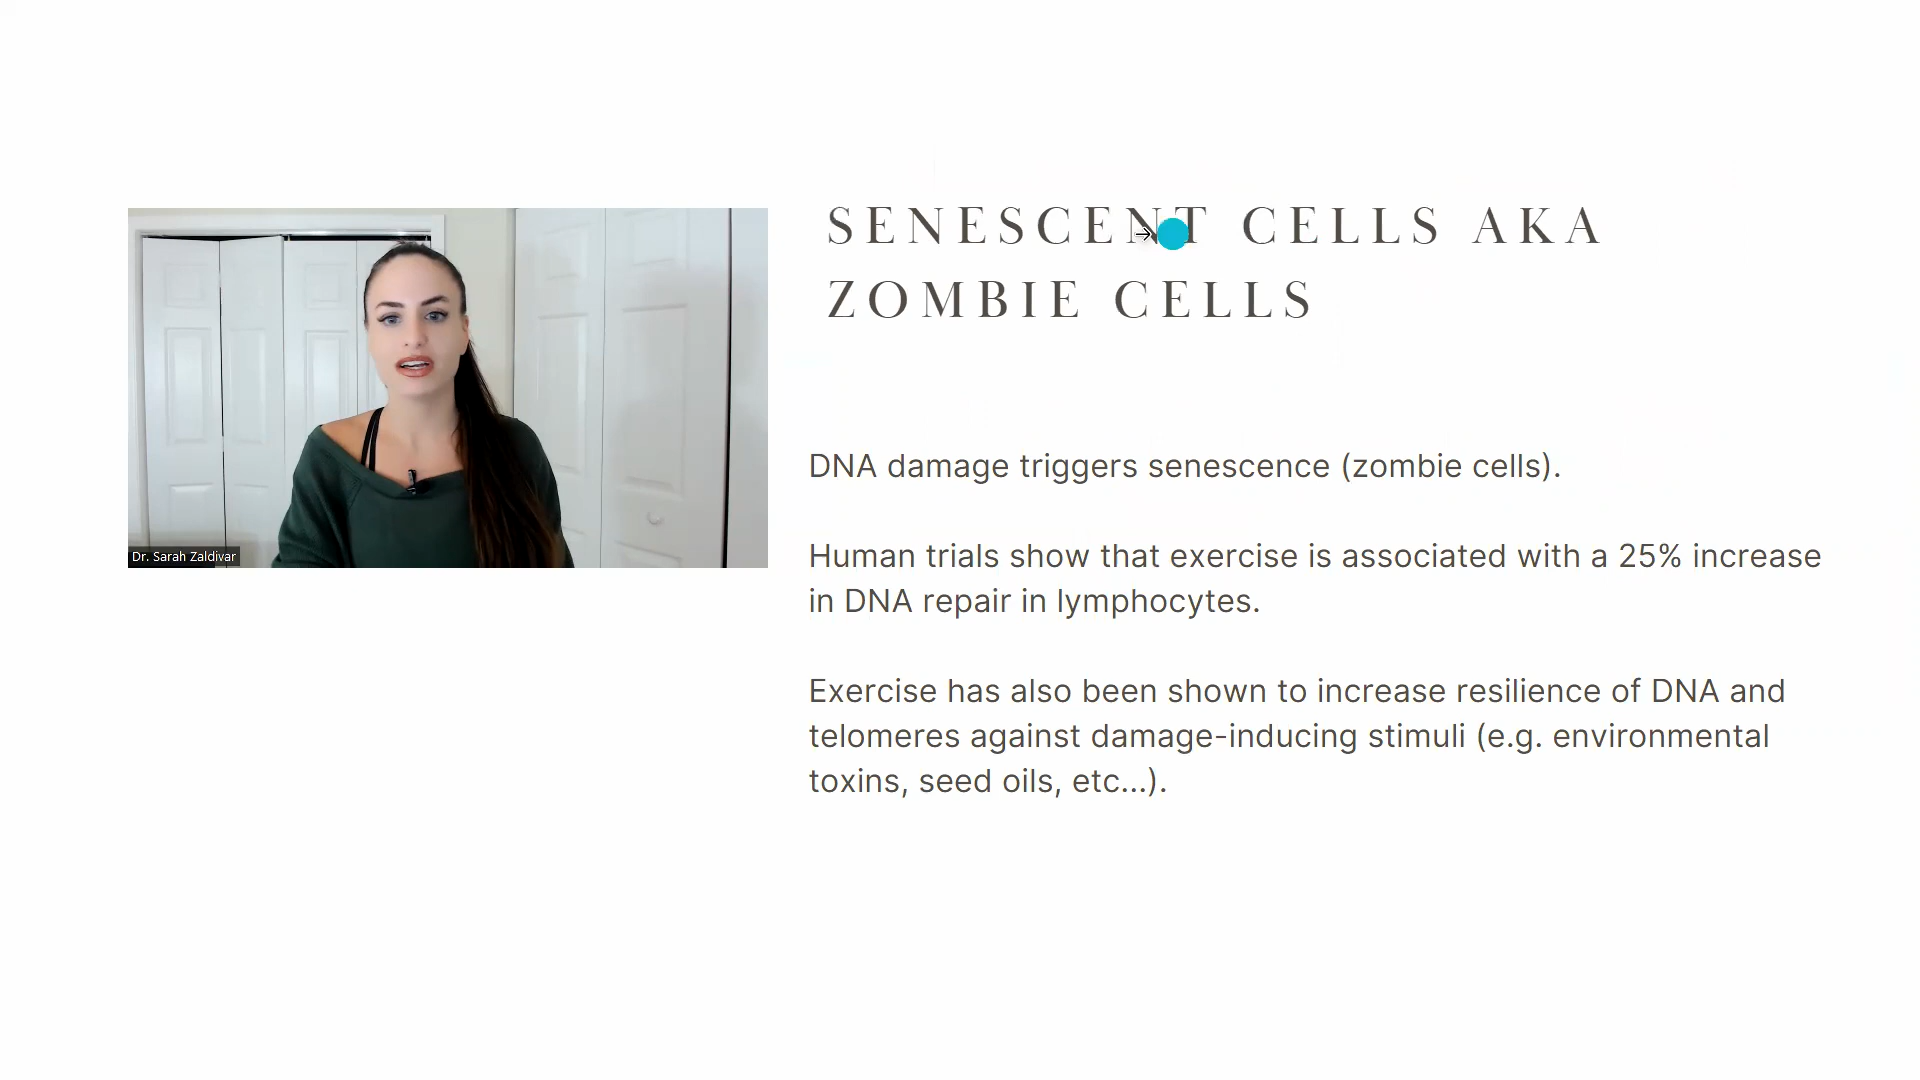 SENESCENT CELLS AKA
ZOMBIE CELLS
Dr. Sarah Zaldivar
DNA damage triggers senescence (zombie cells).
Human trials show that exercise is associated with a 25% increase
in DNA repair in lymphocytes.
Exercise has also been shown to increase resilience of DNA and
telomeres against damage-inducing stimuli (e.g. environmental
toxins, seed oils, etc...).